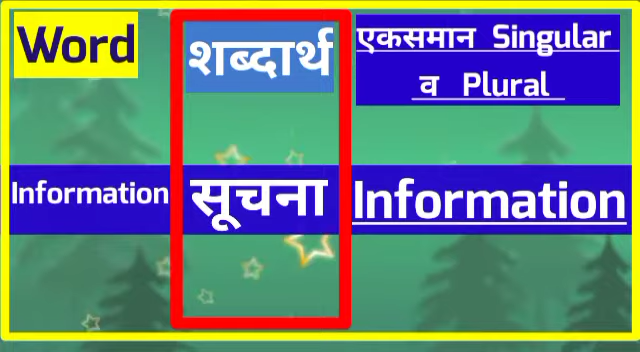 Word
शब्दार्थ
एकसमान Singular
व Plural
Information
सूचना
Information